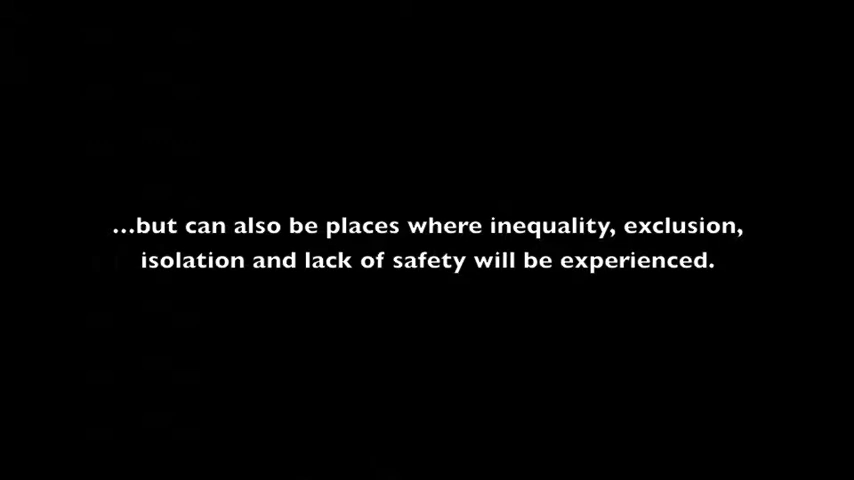 ...but can also be places where inequality, exclusion,
isolation and lack of safety will be experienced.